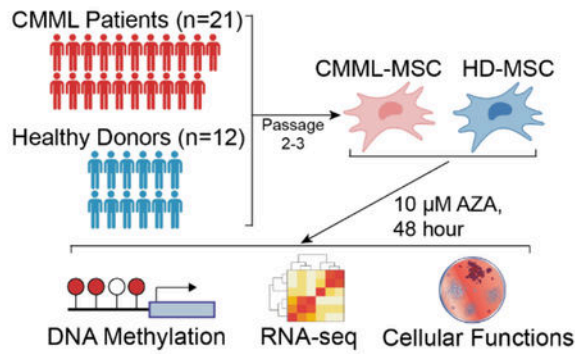 CMML Patients (n=21)
CMML-MSC
HD-MSC
Passage
2-3
Healthy Donors (n=12)
10 µM AZA,
48 hour
DNA Methylation
RNA-seq
Cellular Functions